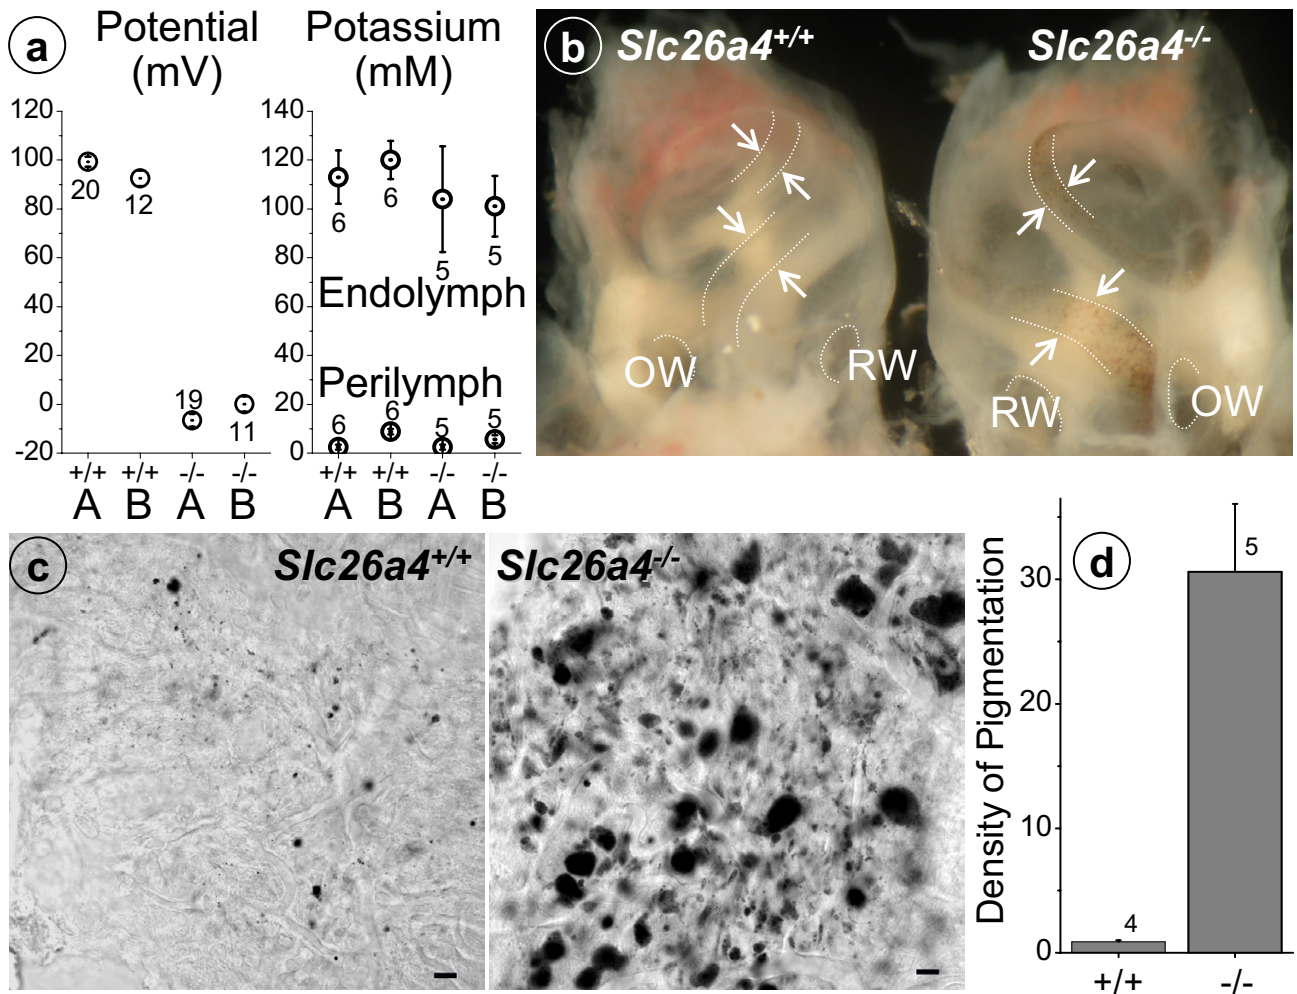 a
Potential
(mV)
120
100
80
60
40
20
0
-20
20
12
19
11
+/+
+/+
-/-
-/-
A
B
A
B
Potassium
(mM)
140
120
100
80
60
40
20
0
6
6
5
5
Endolymph
Perilymph
6
6
5
5
+/+
+/+
-/-
-/-
A
B
A
B
b
Slc26a4+/+
Slc26a4-/-
OW
RW
RW
OW
c
Slc26a4+/+
Slc26a4-/-
d
Density of Pigmentation
30
20
10
0
4
5
+/+
-/-